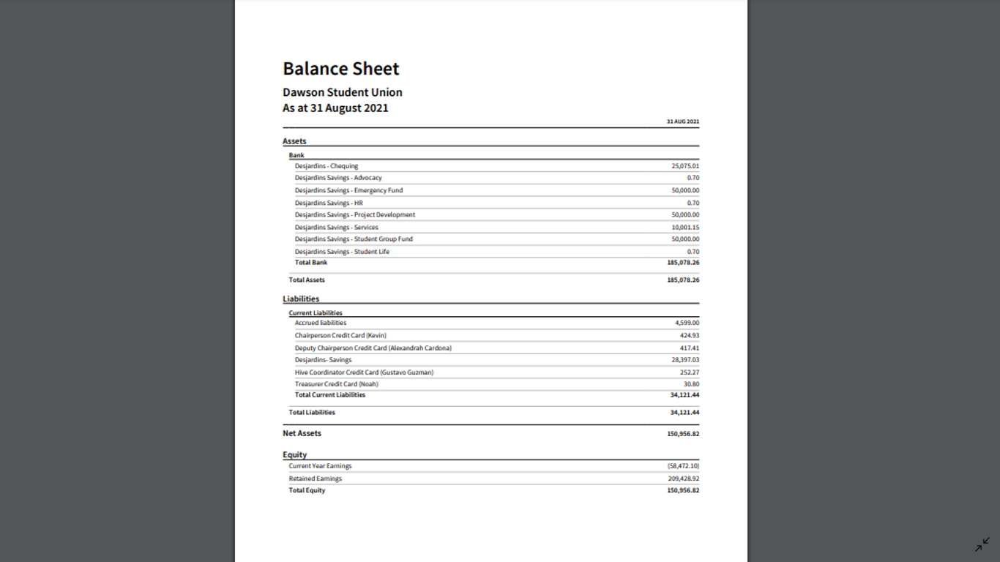 Balance Sheet
Dawson Student Union
As at 31 August 2021
31 AUG 2021
Assets
Bank
Desjardins - Chequing 25,075.01
Desjardins Savings - Advocacy 0.70
Desjardins Savings - Emergency Fund 50,000.00
Desjardins Savings - HR 0.70
Desjardins Savings - Project Development 50,000.00
Desjardins Savings - Services 10,001.15
Desjardins Savings - Student Group Fund 50,000.00
Desjardins Savings - Student Life 0.70
Total Bank 185,078.26
Total Assets 185,078.26
Liabilities
Current Liabilities
Accrued liabilities 4,599.00
Chairperson Credit Card (Kevin) 424.93
Deputy Chairperson Credit Card (Alexandrah Cardona) 417.41
Desjardins- Savings 28,397.03
Hive Coordinator Credit Card (Gustavo Guzman) 252.27
Treasurer Credit Card (Noah) 30.80
Total Current Liabilities 34,121.44
Total Liabilities 34,121.44
Net Assets 150,956.82
Equity
Current Year Earnings (58,472.10)
Retained Earnings 209,428.92
Total Equity 150,956.82